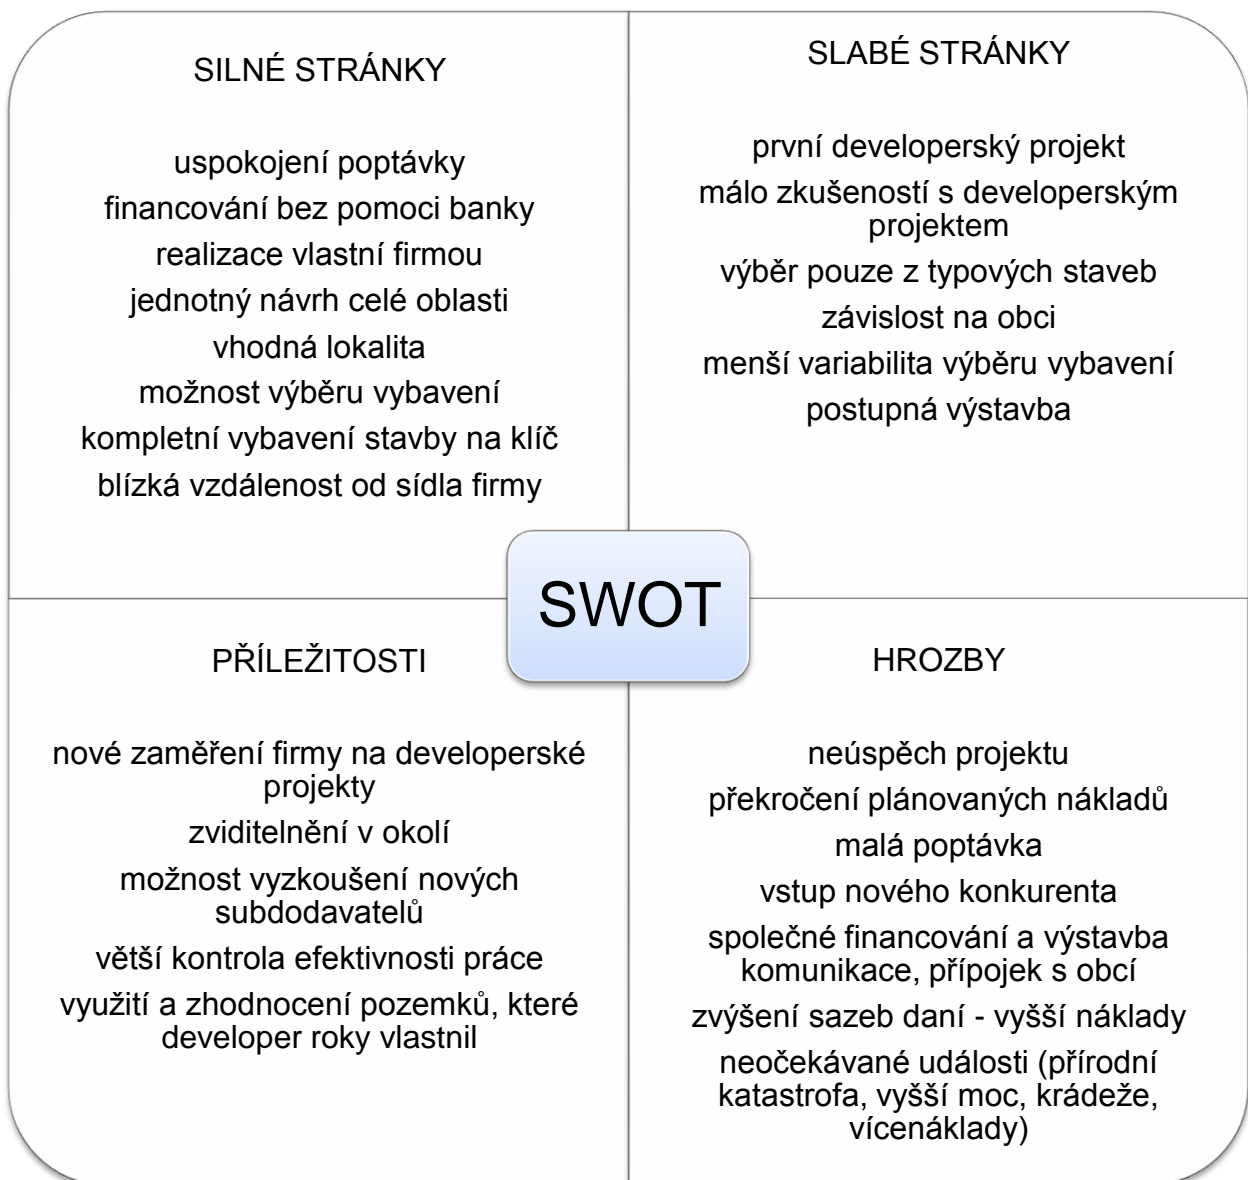 SILNÉ STRÁNKY
uspokojení poptávky
financování bez pomoci banky
realizace vlastní firmou
jednotný návrh celé oblasti
vhodná lokalita
možnost výběru vybavení
kompletní vybavení stavby na klíč
blízká vzdálenost od sídla firmy
SLABÉ STRÁNKY
první developerský projekt
málo zkušeností s developerským
projektem
výběr pouze z typových staveb
závislost na obci
menší variabilita výběru vybavení
postupná výstavba
SWOT
PŘÍLEŽITOSTI
nové zaměření firmy na developerské
projekty
zviditelnění v okolí
možnost vyzkoušení nových
subdodavatelů
větší kontrola efektivnosti práce
využití a zhodnocení pozemků, které
developer roky vlastnil
HROZBY
neúspěch projektu
překročení plánovaných nákladů
malá poptávka
vstup nového konkurenta
společné financování a výstavba
komunikace, přípojek s obcí
zvýšení sazeb daní - vyšší náklady
neočekávané události (přírodní
katastrofa, vyšší moc, krádeže,
vícenáklady)